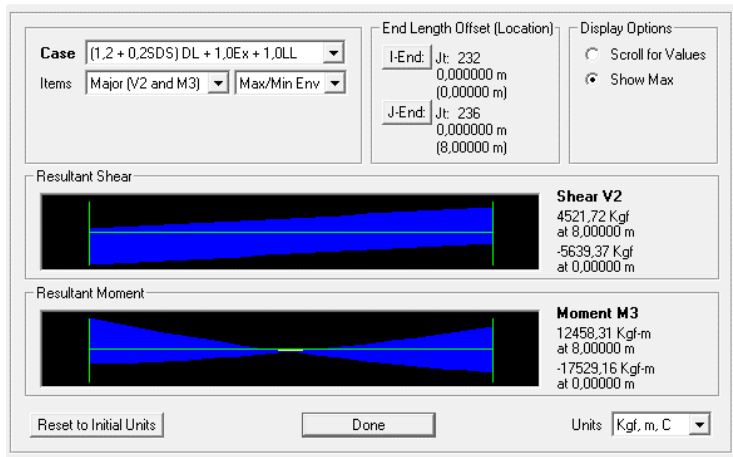 Case (1,2 + 0,2SDS) DL + 1,0Ex + 1,0LL
Items Major (V2 and M3) Max/Min Env
End Length Offset (Location)
I-End: Jt: 232
0,000000 m
(0,00000 m)
J-End: Jt: 236
0,000000 m
(8,00000 m)
Display Options
Scroll for Values
Show Max
Resultant Shear
Shear V2
4521,72 Kgf
at 8,00000 m
-5639,37 Kgf
at 0,00000 m
Resultant Moment
Moment M3
12458,31 Kgf-m
at 8,00000 m
-17529,16 Kgf-m
at 0,00000 m
Reset to Initial Units
Done
Units Kgf, m, C